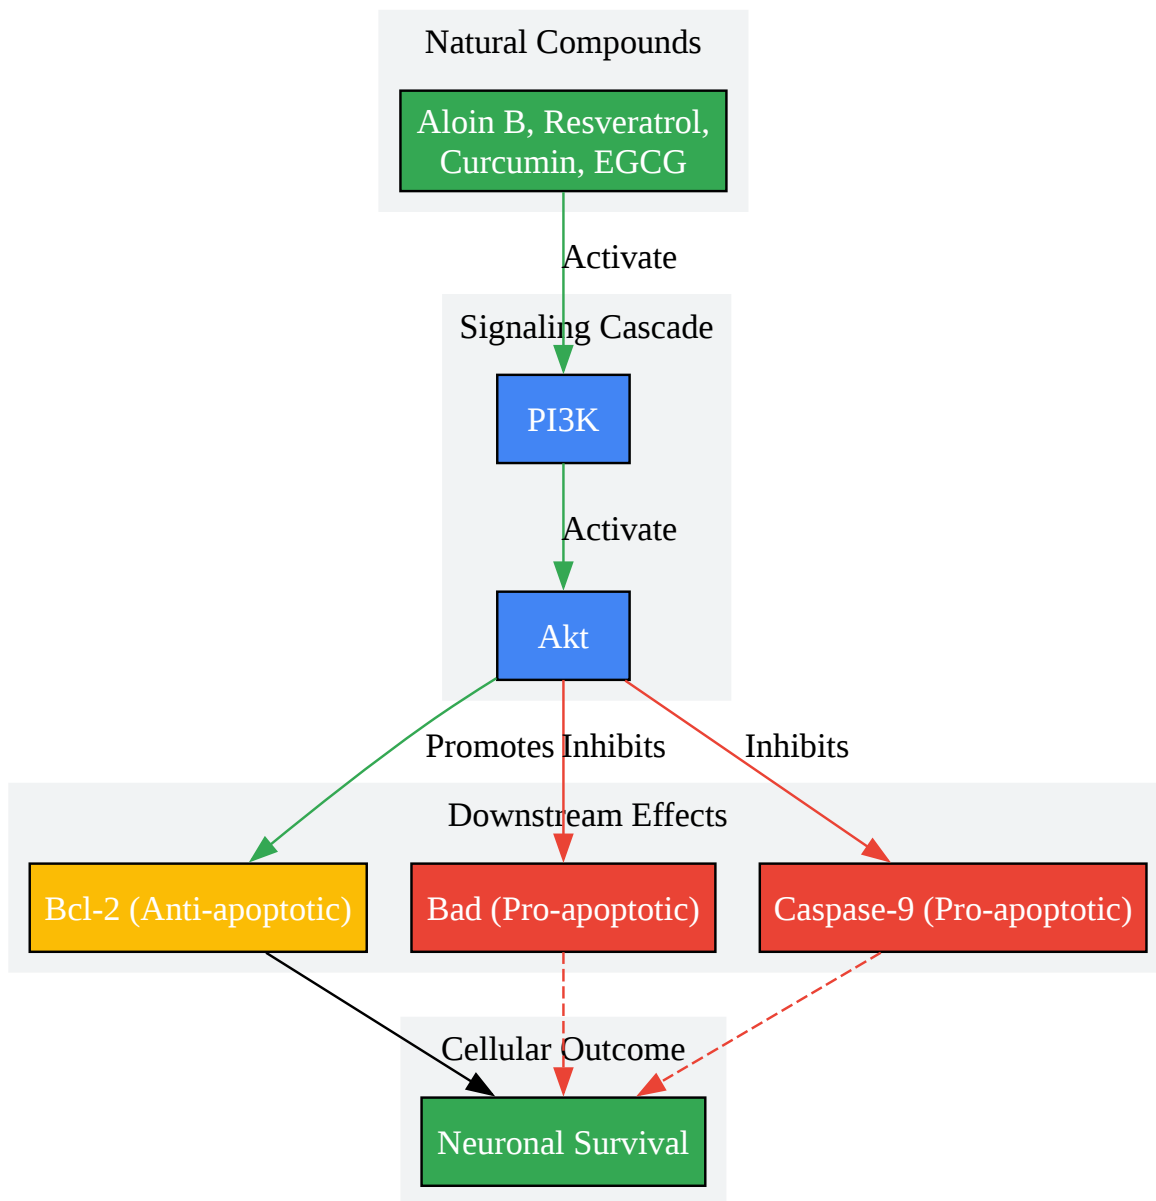 Natural Compounds
Aloin B, Resveratrol,
Curcumin, EGCG
Activate
Signaling Cascade
PI3K
Activate
Akt
Promotes
Inhibits
Inhibits
Downstream Effects
Bcl-2 (Anti-apoptotic)
Bad (Pro-apoptotic)
Caspase-9 (Pro-apoptotic)
Cellular Outcome
Neuronal Survival